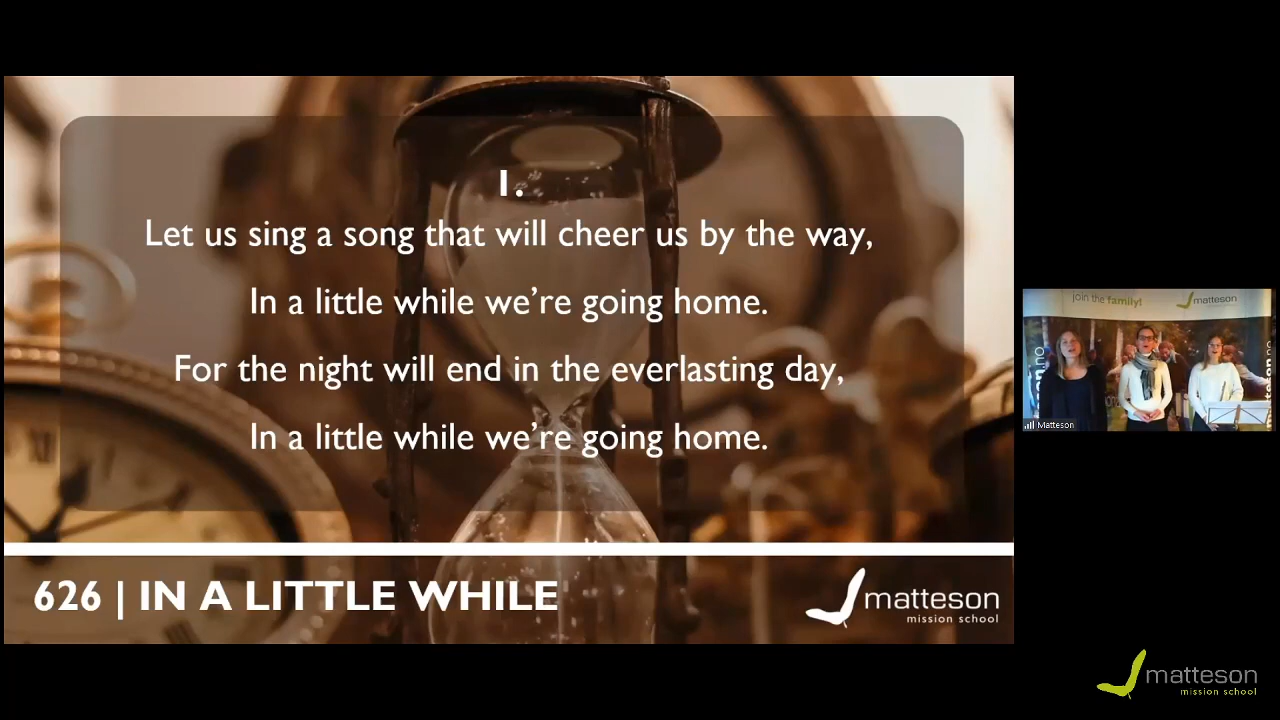 1.
Let us sing a song that will cheer us by the way,
In a little while we’re going home.
For the night will end in the everlasting day,
In a little while we’re going home.
626 | IN A LITTLE WHILE
matteson
mission school
join the family!
matteson
Matteson
matteson
mission school